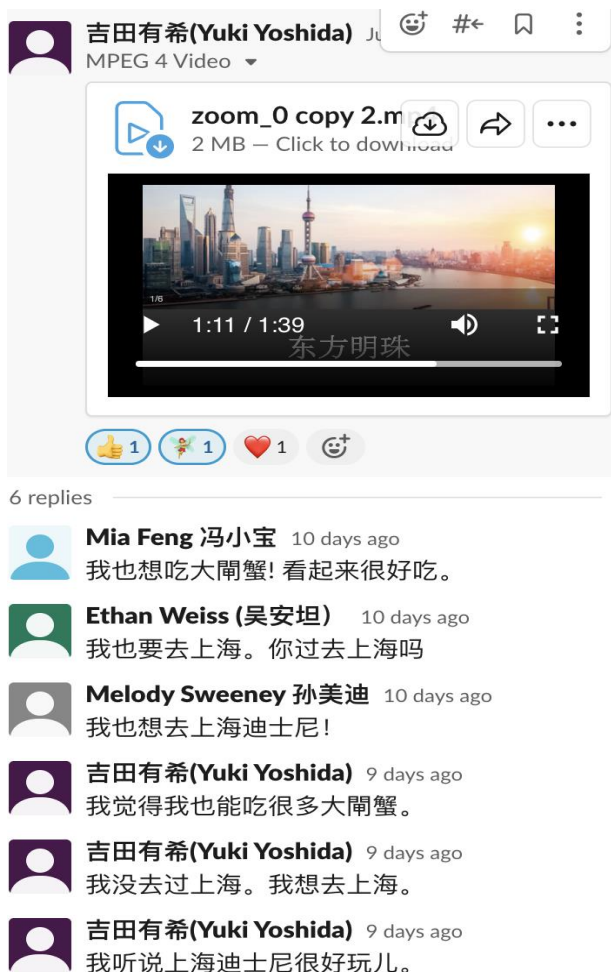 吉田有希(Yuki Yoshida)
MPEG 4 Video
zoom_0 copy 2.mp4
2 MB — Click to download
1/6
1:11 / 1:39
东方明珠
1
1
1
6 replies
Mia Feng 冯小宝 10 days ago
我也想吃大閘蟹! 看起来很好吃。
Ethan Weiss (吴安坦) 10 days ago
我也要去上海。你过去上海吗
Melody Sweeney 孙美迪 10 days ago
我也想去上海迪士尼!
吉田有希(Yuki Yoshida) 9 days ago
我觉得我也能吃很多大閘蟹。
吉田有希(Yuki Yoshida) 9 days ago
我没去过上海。我想去上海。
吉田有希(Yuki Yoshida) 9 days ago
我听说上海迪士尼很好玩儿。